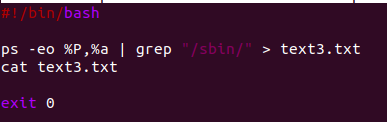 #!/bin/bash
ps -eo %P,%a | grep "/sbin/" > text3.txt
cat text3.txt
exit 0